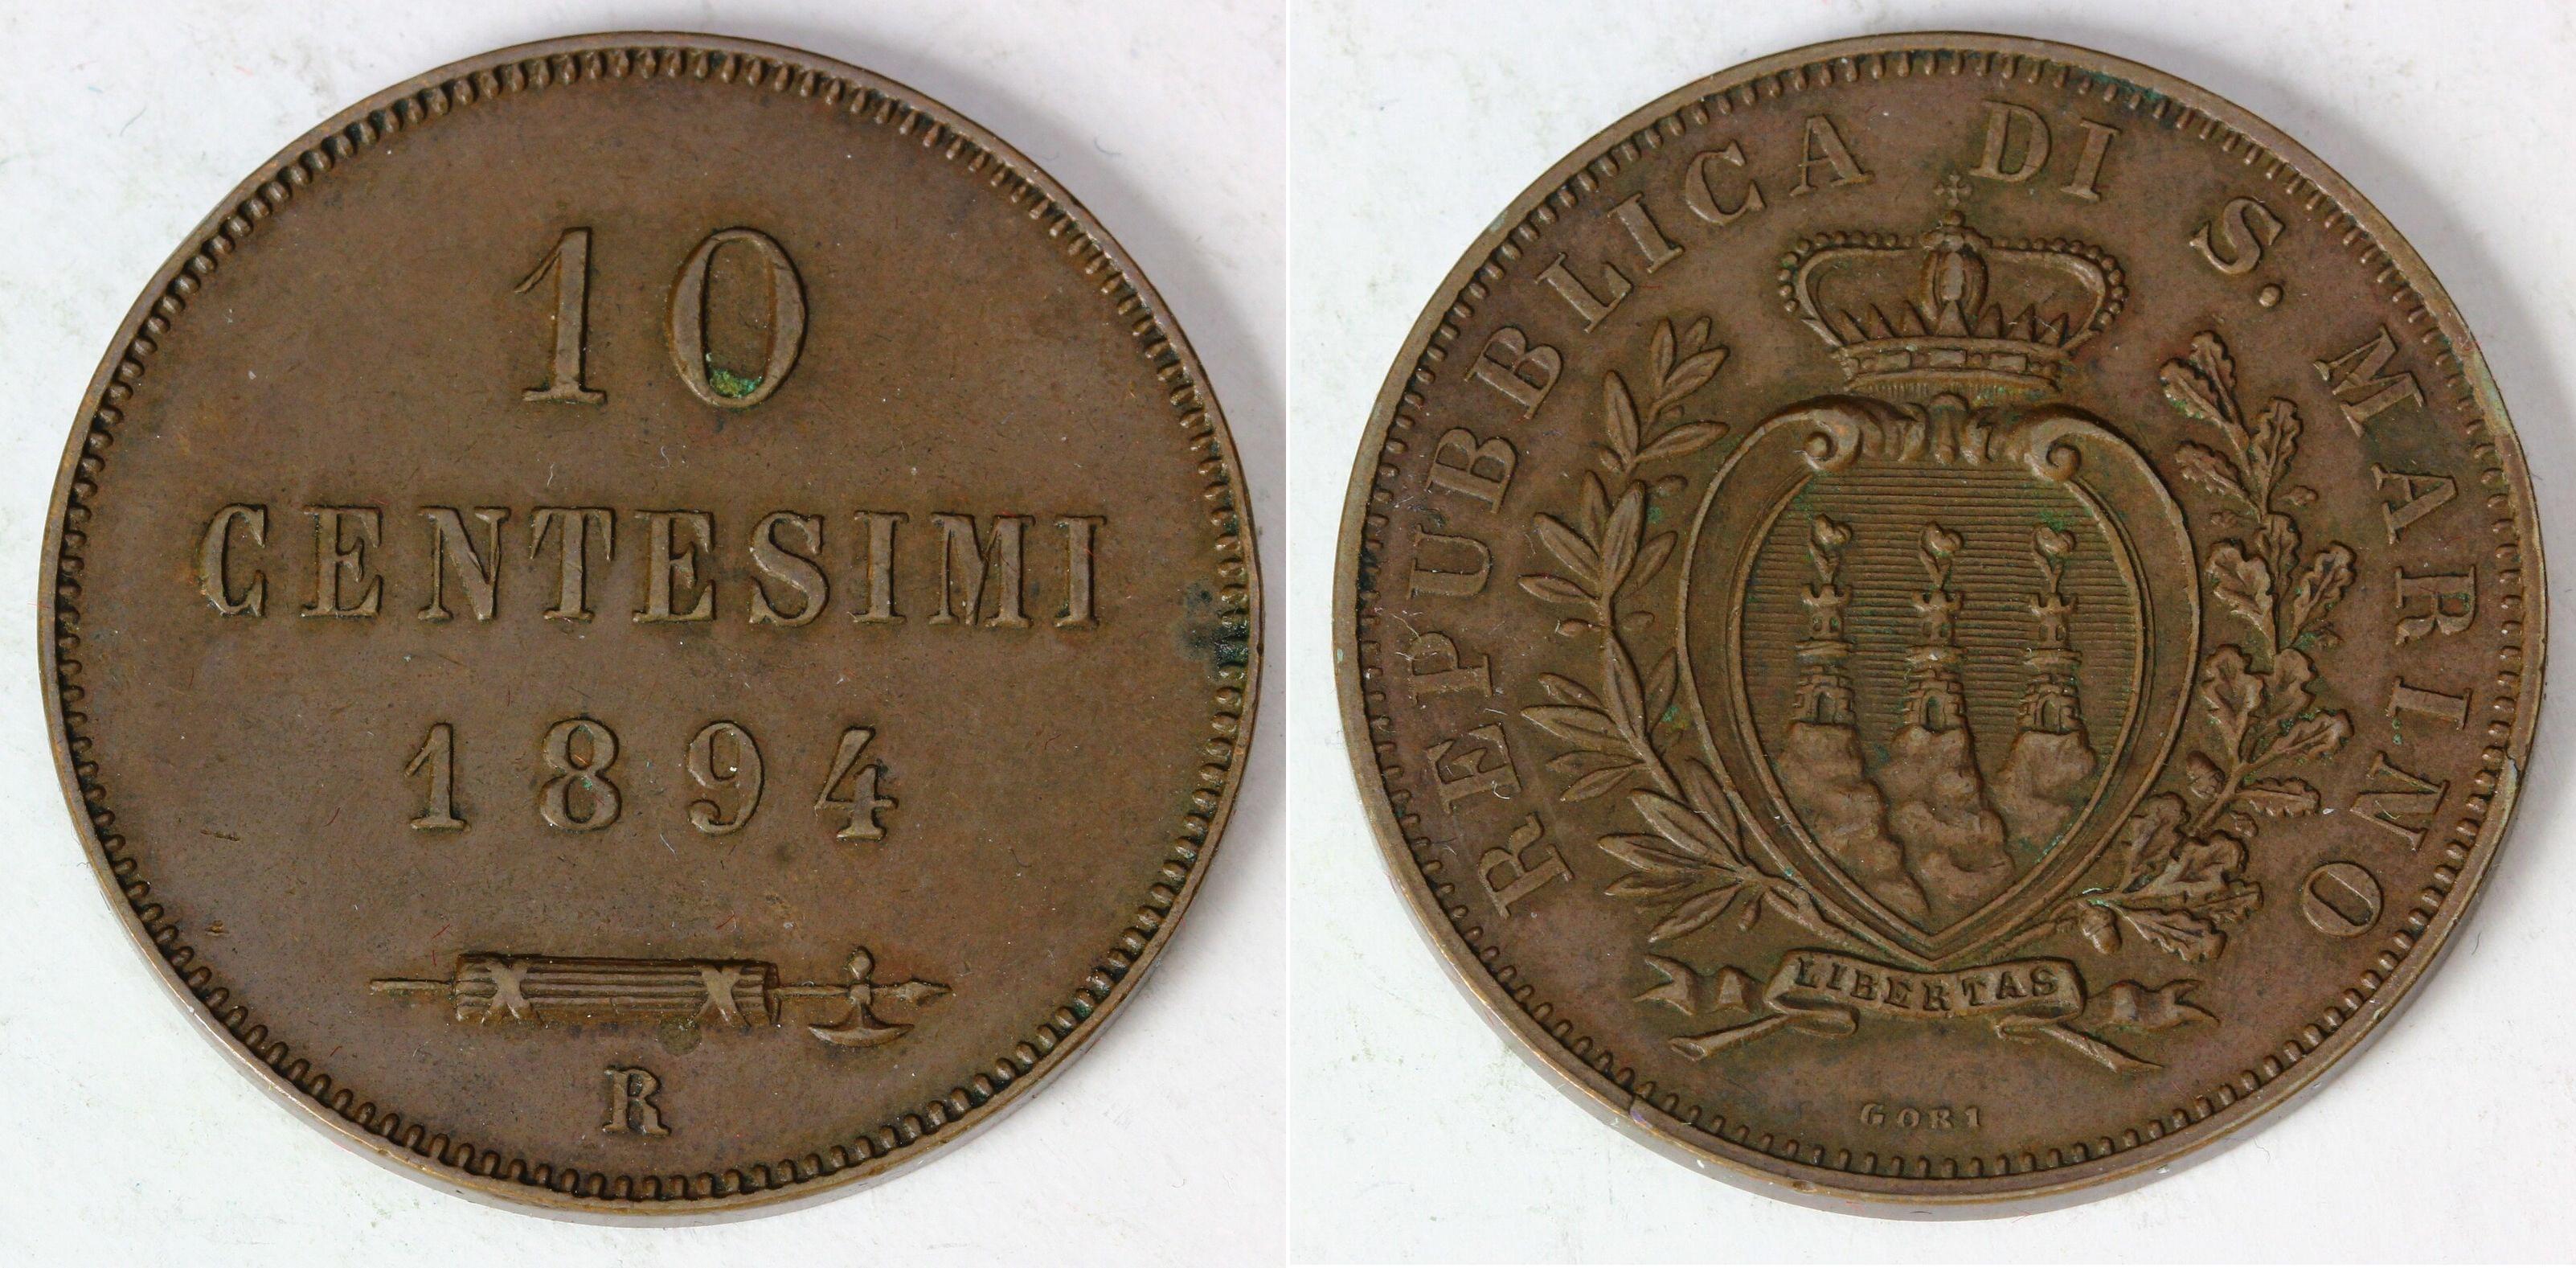 10
CENTESIMI
1894
R
REPUBBLICA DI S. MARINO
LIBERTAS
GORI